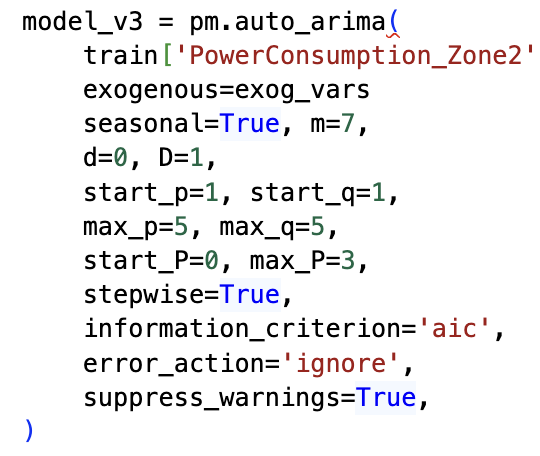 model_v3 = pm.auto_arima(
    train['PowerConsumption_Zone2'
    exogenous=exog_vars
    seasonal=True, m=7,
    d=0, D=1,
    start_p=1, start_q=1,
    max_p=5, max_q=5,
    start_P=0, max_P=3,
    stepwise=True,
    information_criterion='aic',
    error_action='ignore',
    suppress_warnings=True,
)